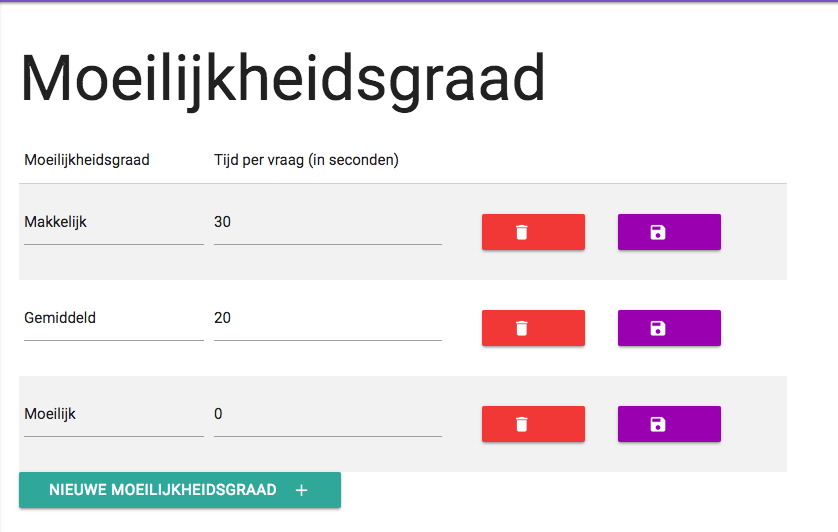 Moeilijkheidsgraad
Moeilijkheidsgraad Tijd per vraag (in seconden)
Makkelijk 30
Gemiddeld 20
Moeilijk 0
NIEUWE MOEILIJKHEIDSGRAAD +